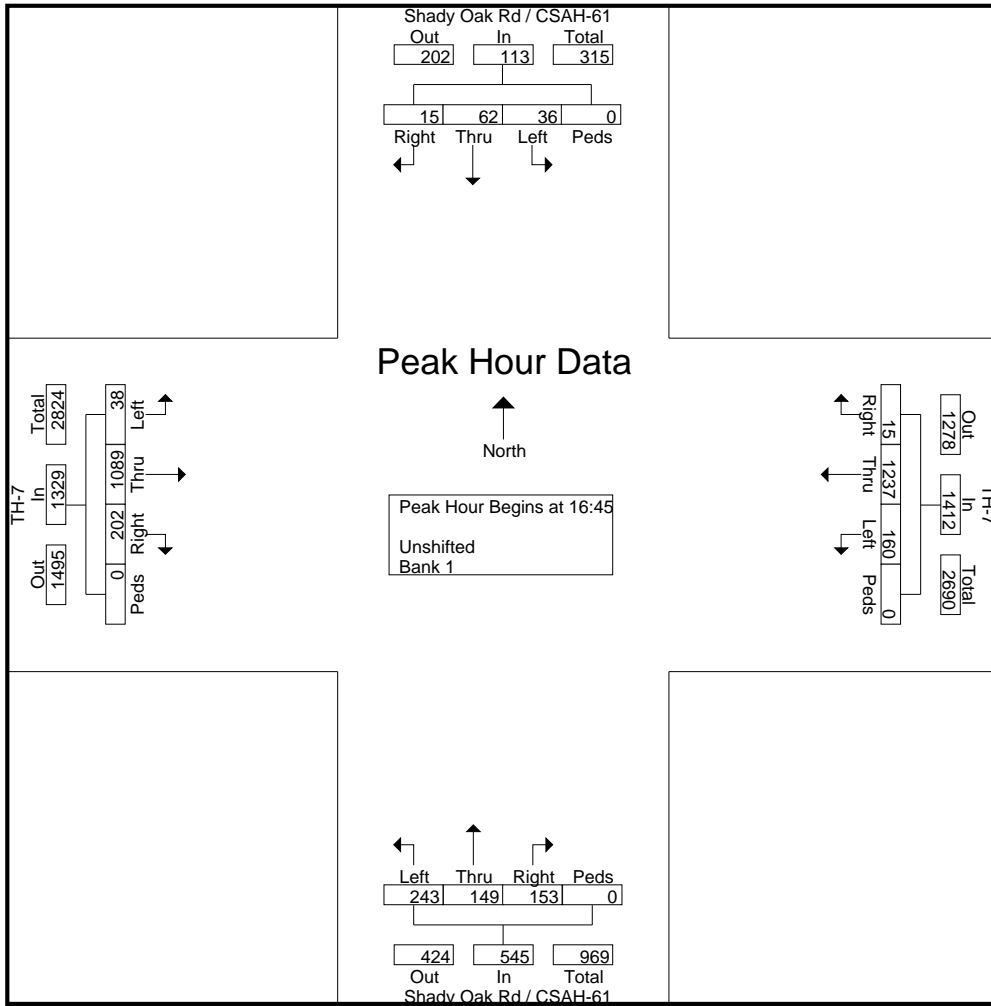 Shady Oak Rd / CSAH-61
Out In Total
202 113 315
15 62 36 0
Right Thru Left Peds
Peak Hour Data
North
Peak Hour Begins at 16:45
Unshifted
Bank 1
TH-7
Total In Out
2824 1329 1495
38 1089 202 0
Left Thru Right Peds
TH-7
Out In Total
1278 1412 2690
15 1237 160 0
Right Thru Left Peds
Left Thru Right Peds
243 149 153 0
424 545 969
Out In Total
Shady Oak Rd / CSAH-61